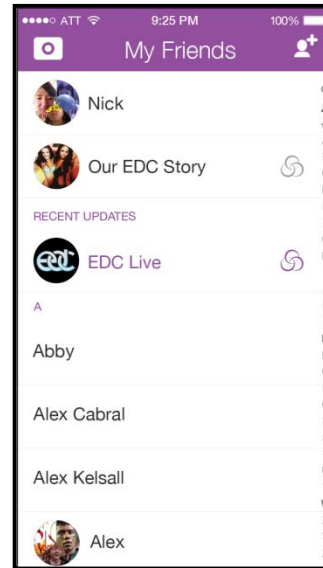 ATT 9:25 PM 100%
My Friends
Nick
Our EDC Story
RECENT UPDATES
EDC
EDC Live
A
Abby
Alex Cabral
Alex Kelsall
Alex